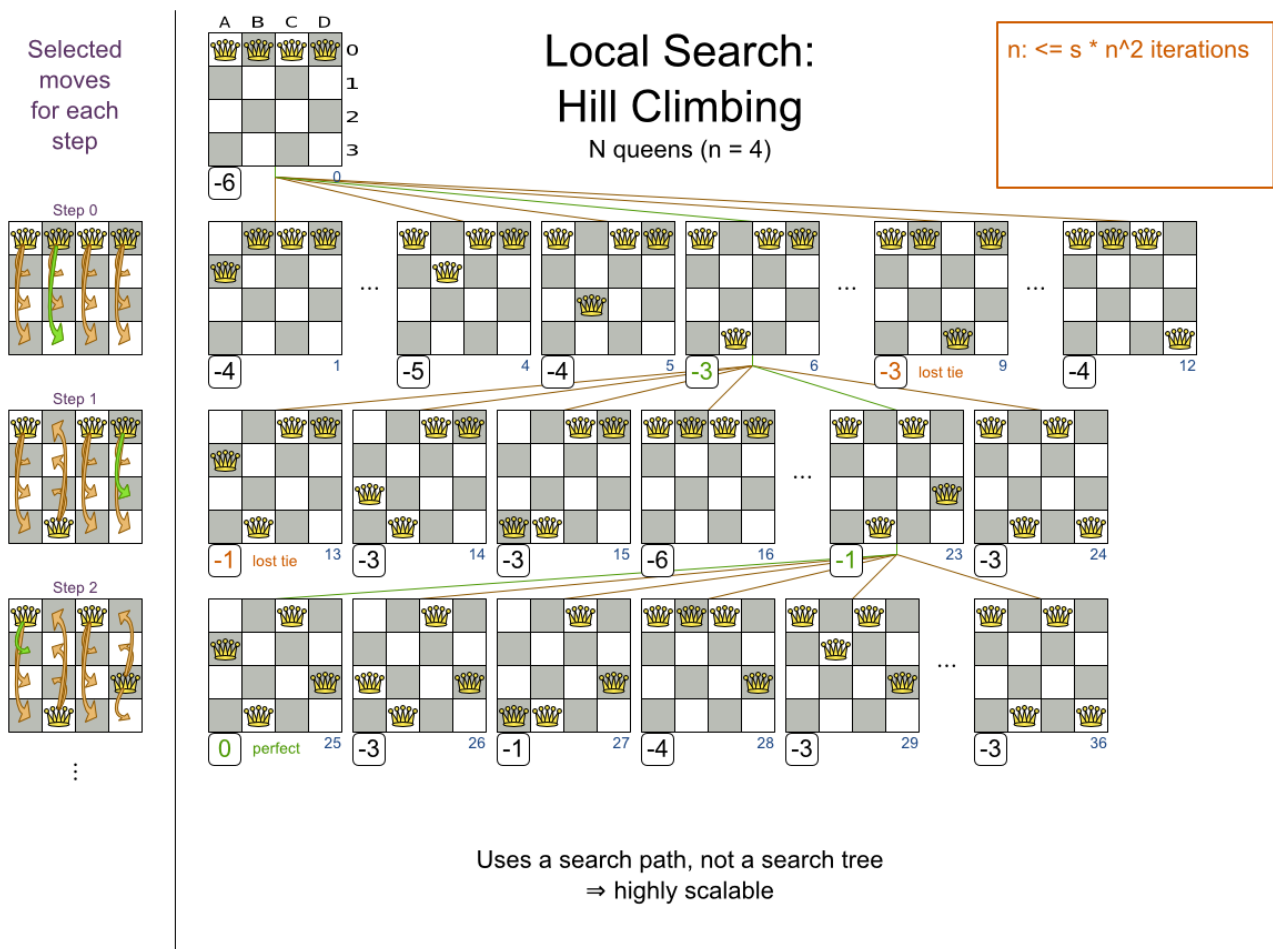 Selected
moves
for each
step
A B C D
0
1
2
3
-6
0
Local Search:
Hill Climbing
N queens (n = 4)
n: <= s * n^2 iterations
Step 0
...
...
...
-4
1
-5
4
-4
5
-3
6
-3
lost tie
9
-4
12
Step 1
...
-1
lost tie
13
-3
14
-3
15
-6
16
-1
23
-3
24
Step 2
...
0
perfect
25
-3
26
-1
27
-4
28
-3
29
-3
36
⋮
Uses a search path, not a search tree
⇒ highly scalable